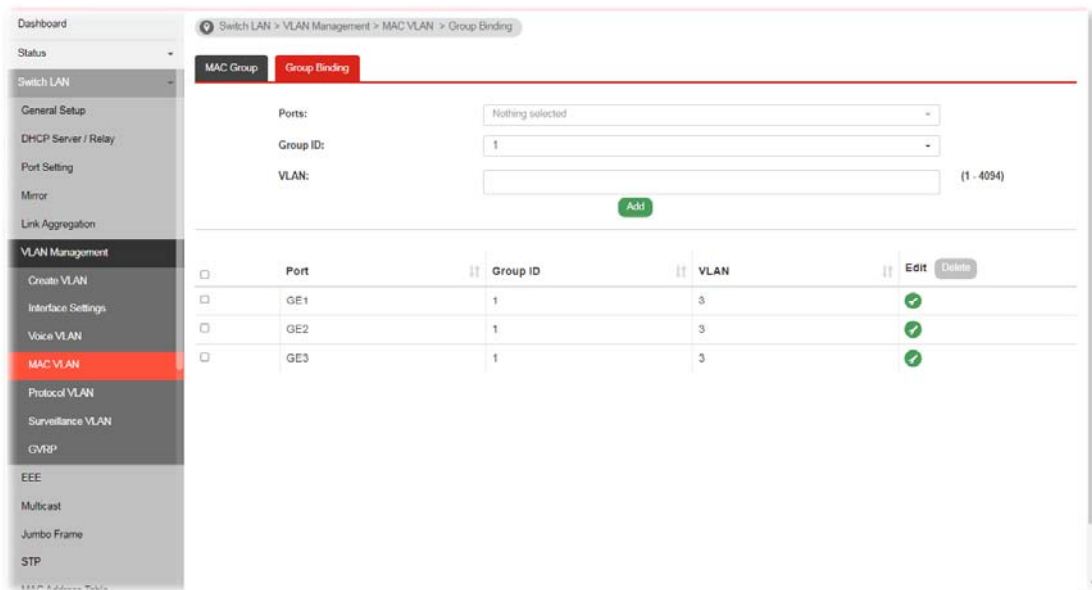 Dashboard
Switch LAN > VLAN Management > MAC VLAN > Group Binding
Status
MAC Group Group Binding
Switch LAN
General Setup
Ports: Nothing selected
DHCP Server / Relay
Group ID: 1
Port Setting
VLAN: (1 - 4094)
Mirror
Add
Link Aggregation
VLAN Management
Port Group ID VLAN Edit Delete
Create VLAN
GE1 1 3
Interface Settings
GE2 1 3
Voice VLAN
GE3 1 3
MAC VLAN
Protocol VLAN
Surveillance VLAN
GVRP
EEE
Multicast
Jumbo Frame
STP
MAC Address Table